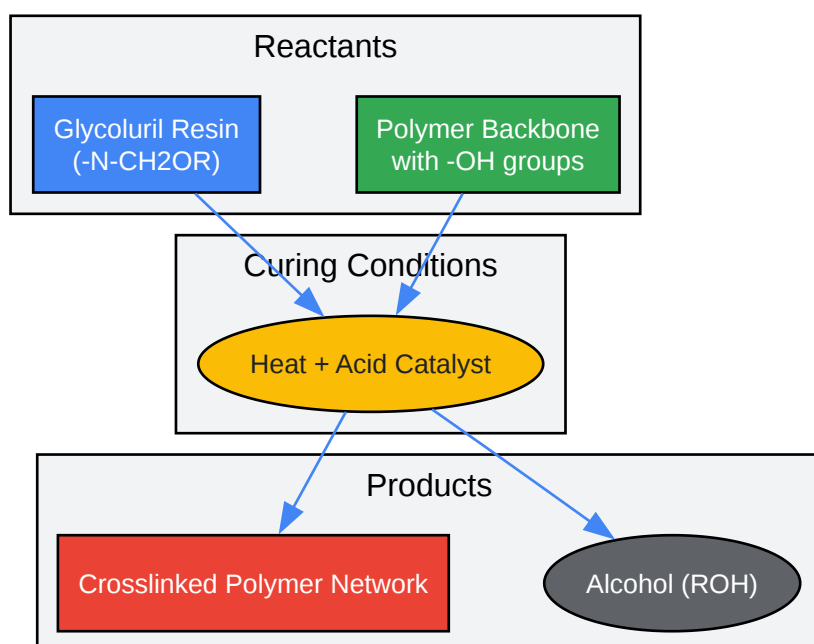 Reactants
Glycoluril Resin
(-N-CH2OR)
Polymer Backbone
with -OH groups
Curing Conditions
Heat + Acid Catalyst
Products
Crosslinked Polymer Network
Alcohol (ROH)